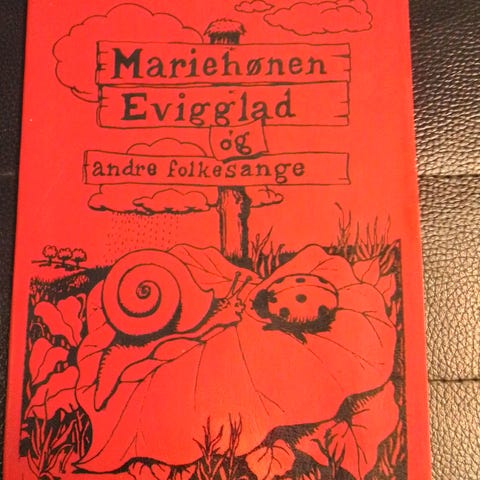 Mariehønen
Evigglad
og
andre folkesange